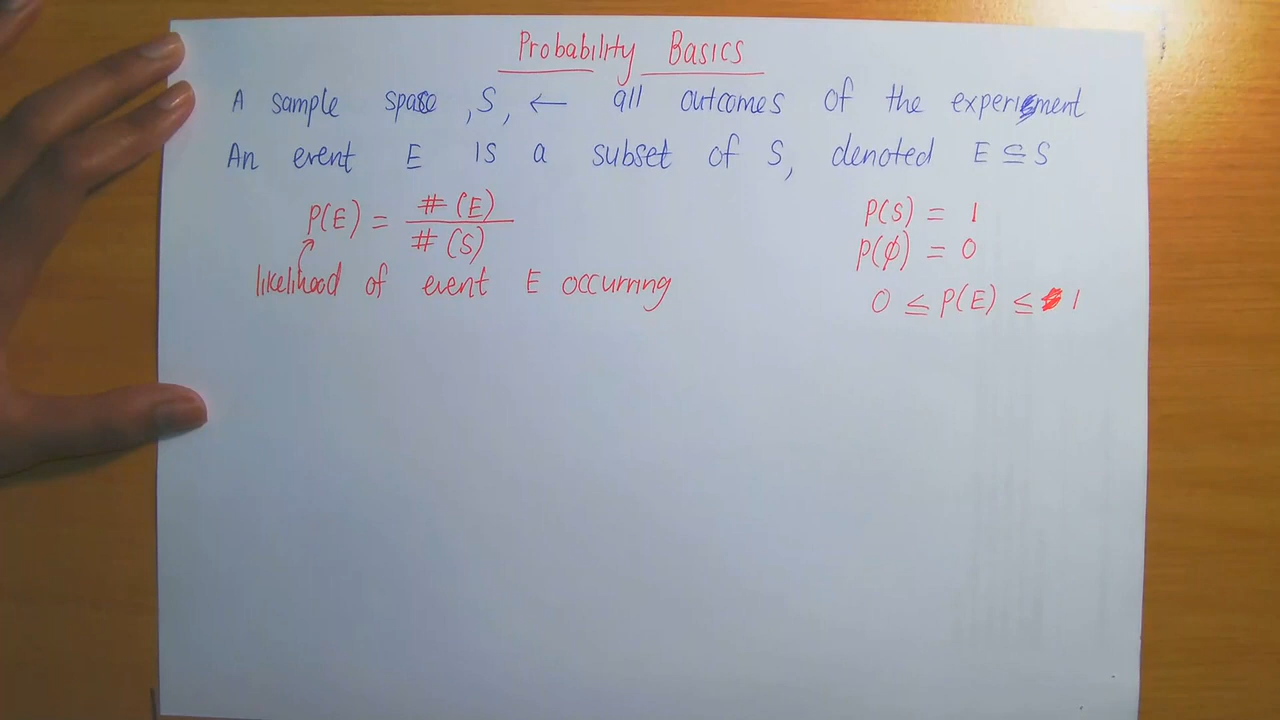 Probability Basics
A sample space, S, ← all outcomes of the experiment
An event E is a subset of S, denoted E ⊆ S
P(E) = #(E) / #(S)
likelihood of event E occurring
P(S) = 1
P(∅) = 0
0 ≤ P(E) ≤ 1